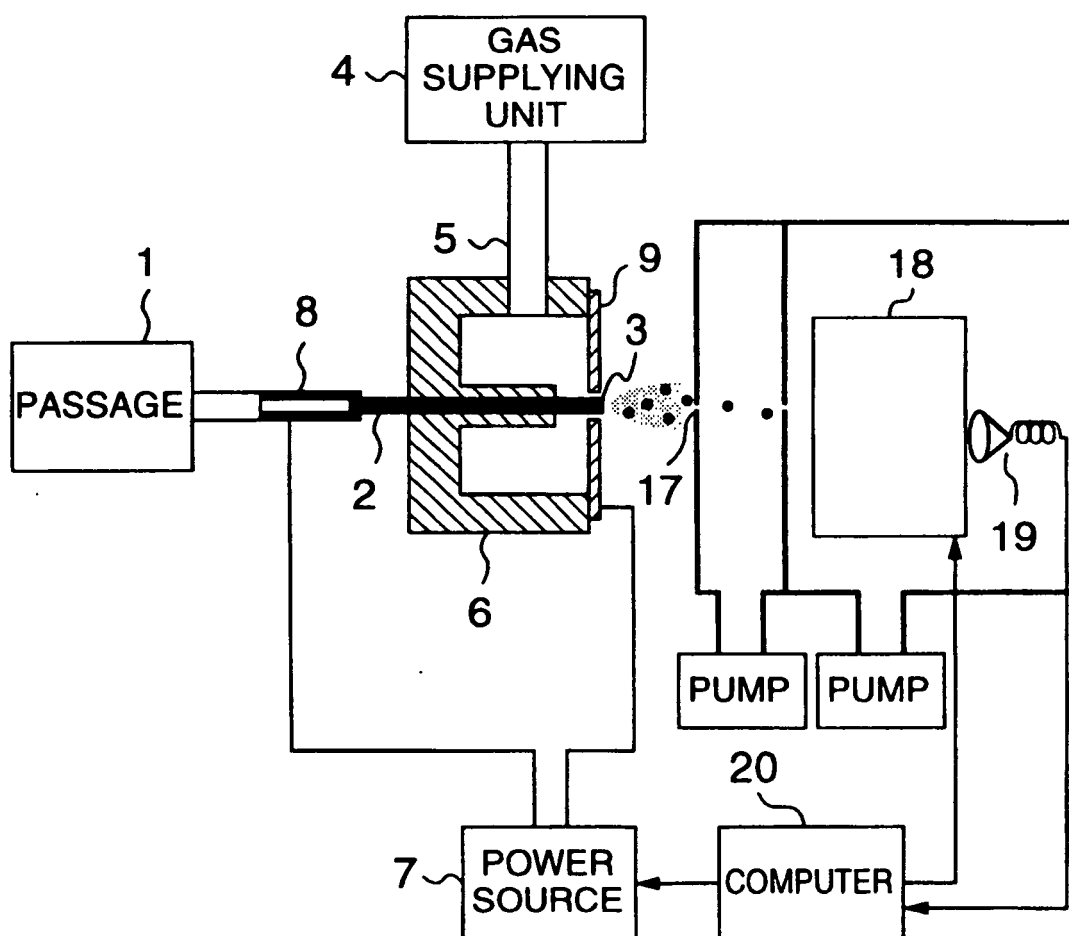 GAS
SUPPLYING
UNIT
4
5
9
1
8
3
18
PASSAGE
2
17
19
6
PUMP
PUMP
20
7
POWER
SOURCE
COMPUTER